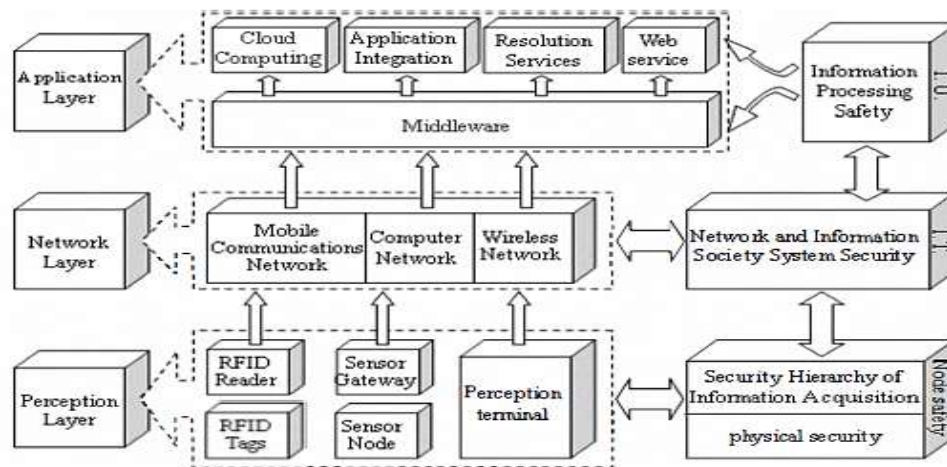 Application
Layer
Cloud
Computing
Application
Integration
Resolution
Services
Web
service
Middleware
Information
Processing
Safety
Network
Layer
Mobile
Communications
Network
Computer
Network
Wireless
Network
Network and Information
Society System Security
Perception
Layer
RFID
Reader
RFID
Tags
Sensor
Gateway
Sensor
Node
Perception
terminal
Security Hierarchy of
Information Acquisition
physical security
Node safety